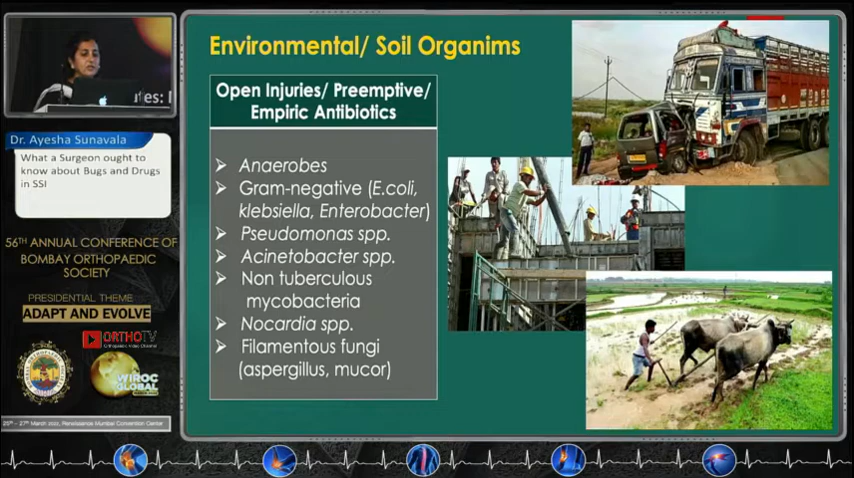 Environmental/ Soil Organims
Open Injuries/ Preemptive/
Empiric Antibiotics
➤ Anaerobes
➤ Gram-negative (E.coli,
klebsiella, Enterobacter)
➤ Pseudomonas spp.
➤ Acinetobacter spp.
➤ Non tuberculous
mycobacteria
➤ Nocardia spp.
➤ Filamentous fungi
(aspergillus, mucor)
Dr. Ayesha Sunavala
What a Surgeon ought to
know about Bugs and Drugs
in SSI
56TH ANNUAL CONFERENCE OF
BOMBAY ORTHOPAEDIC
SOCIETY
PRESIDENTIAL THEME
ADAPT AND EVOLVE
ORTHOTV
WIROC
GLOBAL
25th – 27th March 2022, Renaissance Mumbai Convention Center